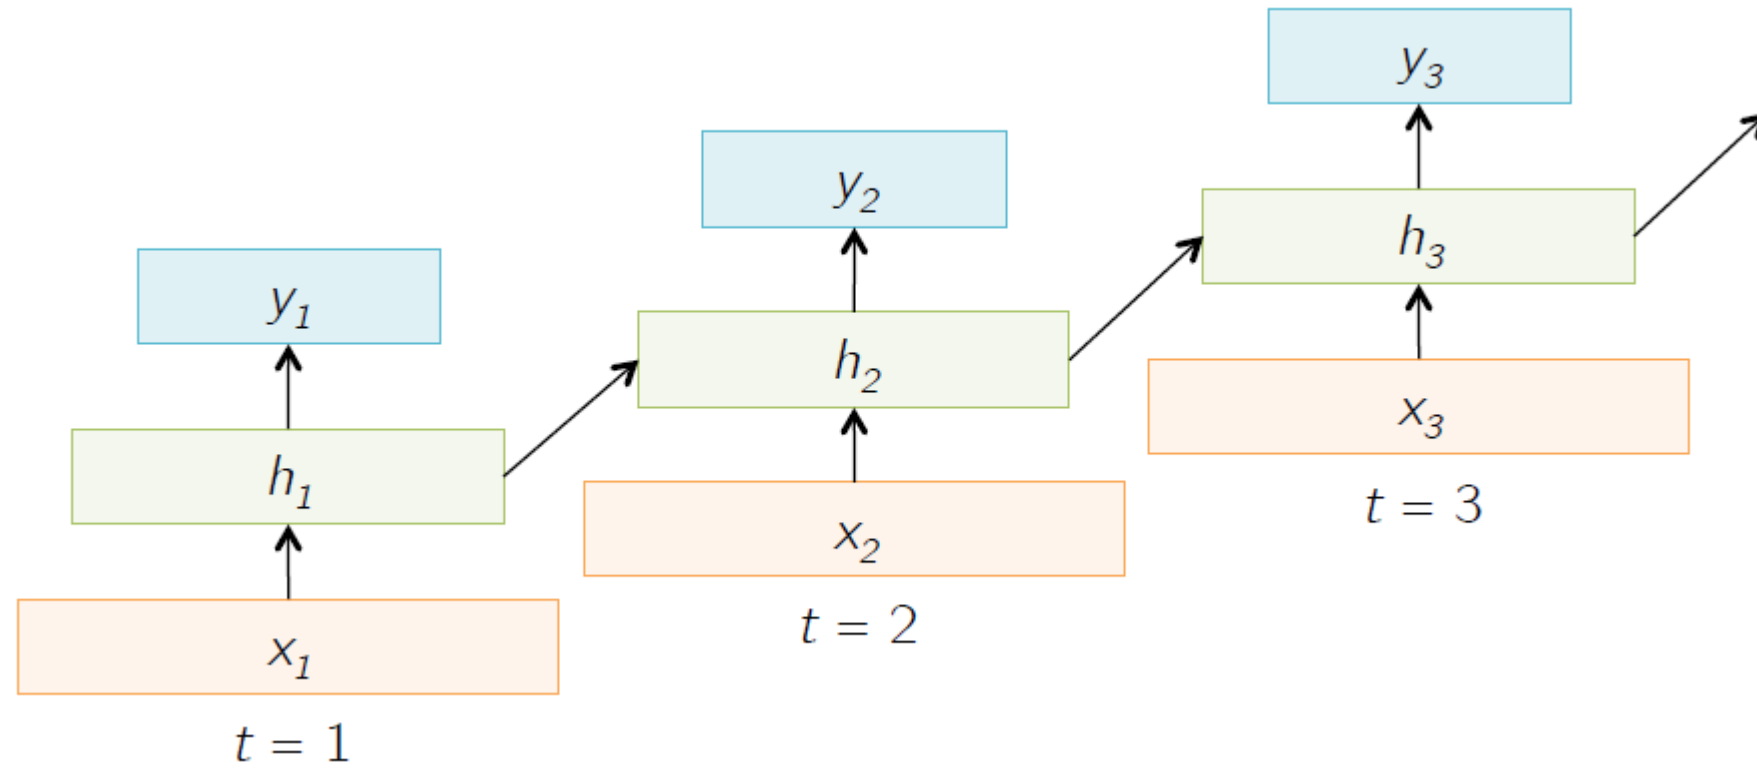 y1
h1
x1
t = 1
y2
h2
x2
t = 2
y3
h3
x3
t = 3